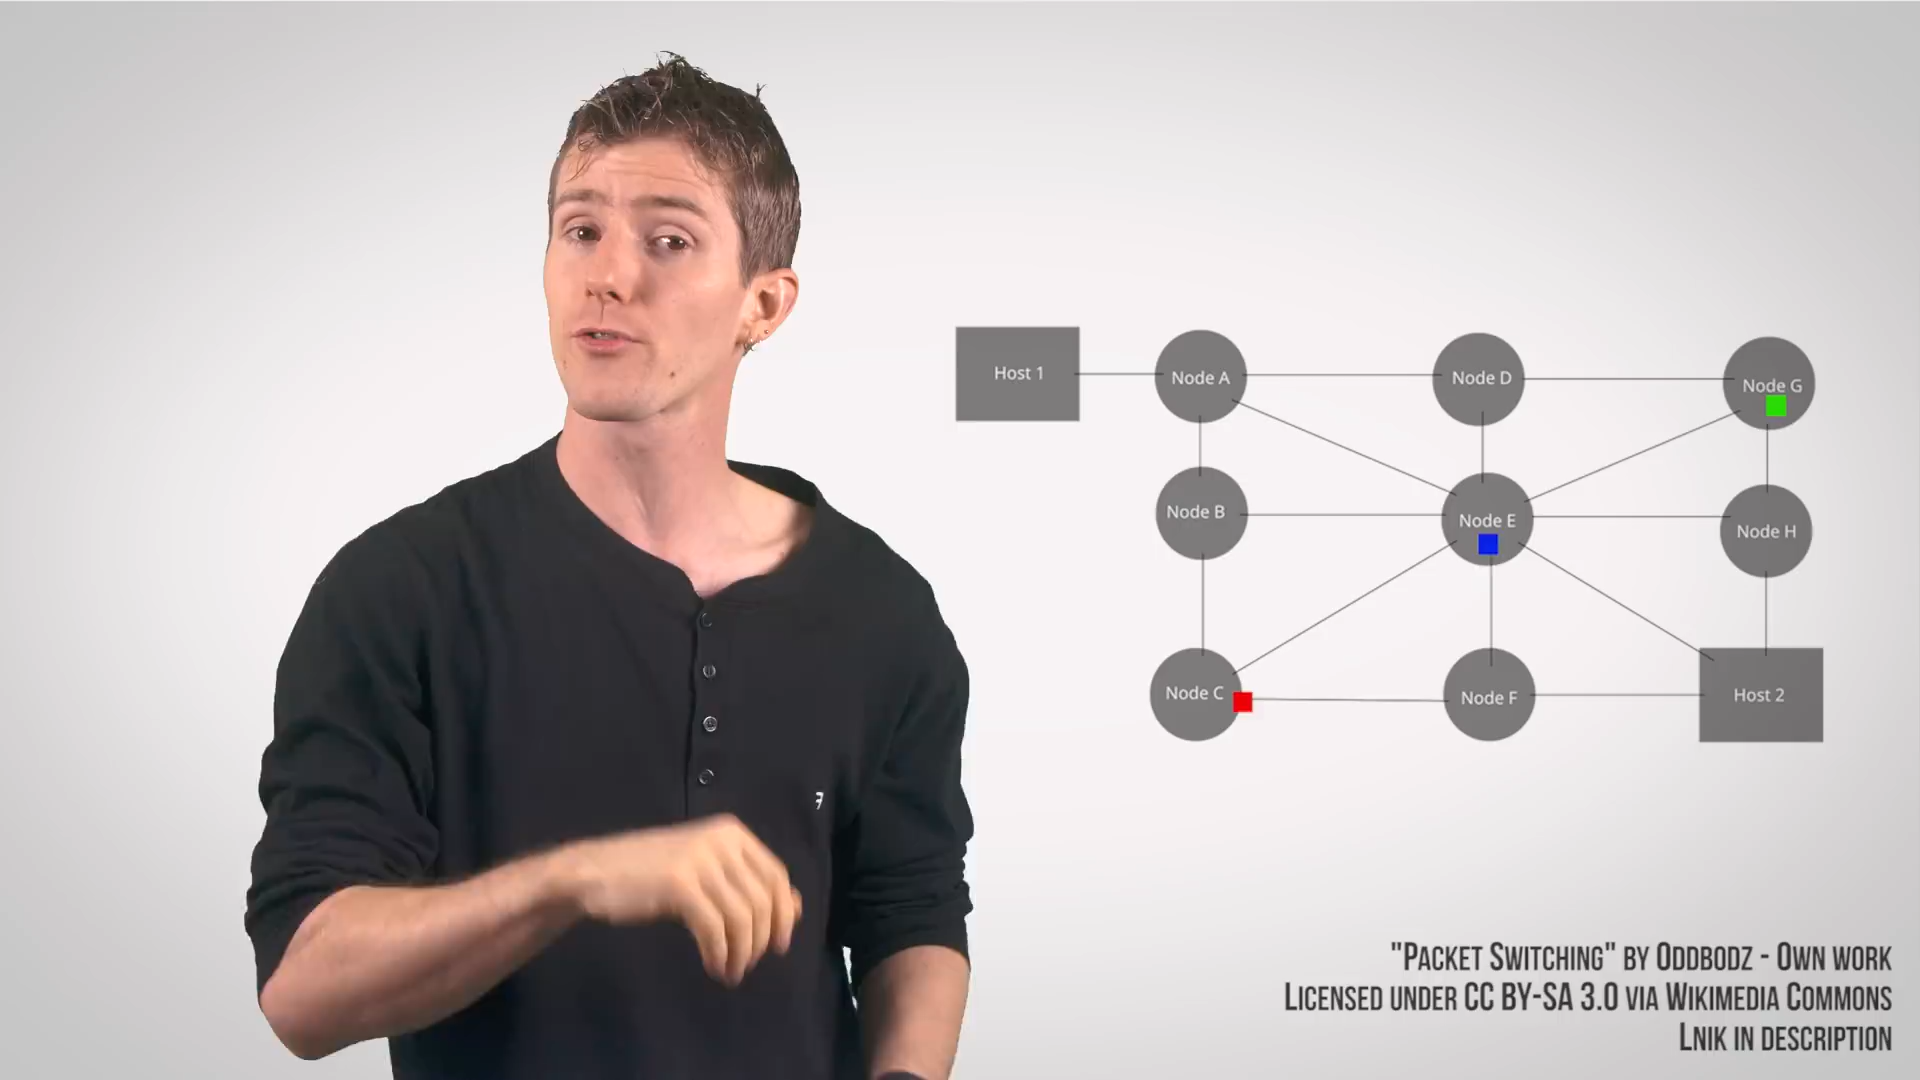 Host 1
Node A
Node D
Node G
Node B
Node E
Node H
Node C
Node F
Host 2
"Packet Switching" by Oddbodz - Own work
Licensed under CC BY-SA 3.0 via Wikimedia Commons
Lnik in description